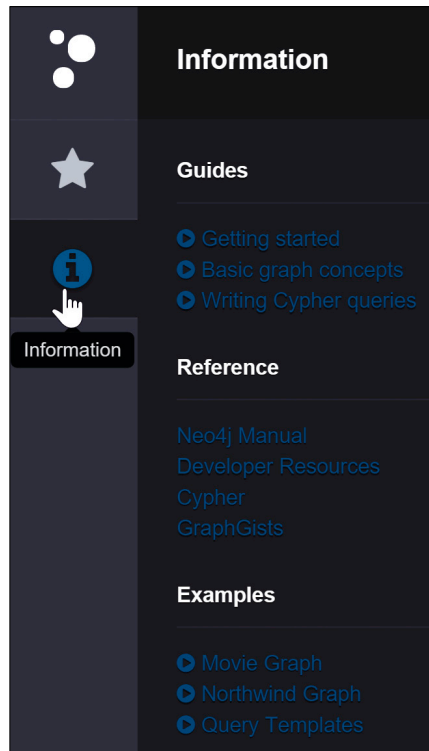 Information
Guides
Getting started
Basic graph concepts
Writing Cypher queries
Information
Reference
Neo4j Manual
Developer Resources
Cypher
GraphGists
Examples
Movie Graph
Northwind Graph
Query Templates